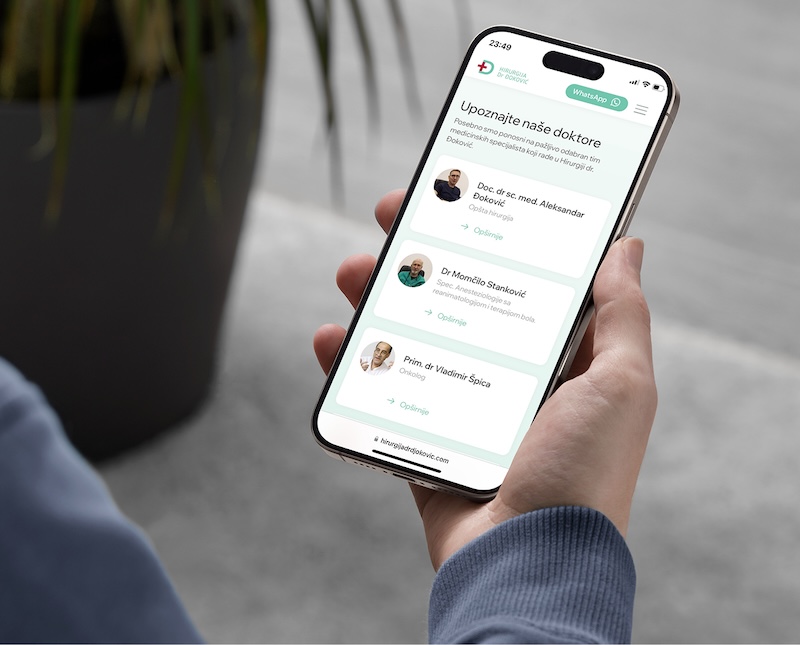 23:49
HIRURGIJA
Dr ĐOKOVIĆ
WhatsApp
Upoznajte naše doktore
Posebno smo ponosni na pažljivo odabran tim
medicinskih specijalista koji rade u Hirurgiji dr.
Đoković.
Doc. dr sc. med. Aleksandar
Đoković
Opšta hirurgija
Opširnije
Dr Momčilo Stanković
Spec. Anesteziologije sa
reanimatologijom i terapijom bola.
Opširnije
Prim. dr Vladimir Špica
Onkolog
Opširnije
hirurgijadrdjokovic.com